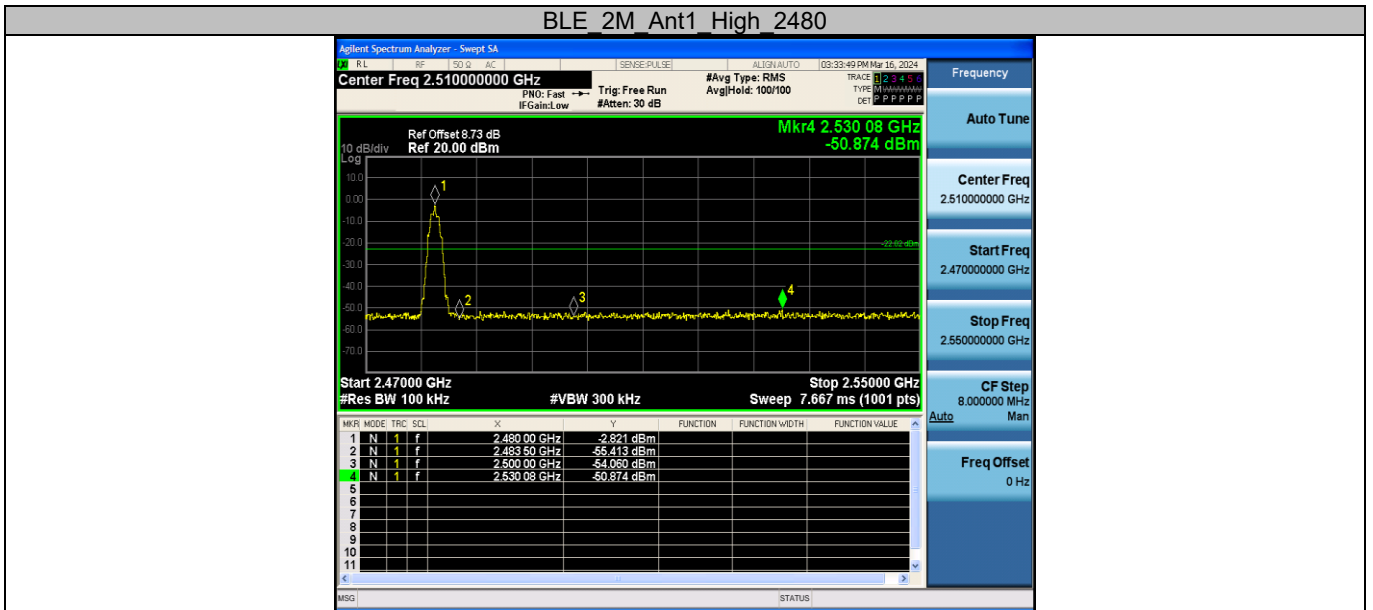 BLE_2M_Ant1_High_2480
Agilent Spectrum Analyzer - Swept SA
RL RF 50 Ω AC SENSE:PULSE ALIGN AUTO 03:33:49 PM Mar 16, 2024
Center Freq 2.510000000 GHz
PNO: Fast
IFGain:Low
Trig: Free Run
#Atten: 30 dB
#Avg Type: RMS
Avg|Hold: 100/100
TRACE 1 2 3 4 5 6
TYPE M
DET P P P P P P
Frequency
Mkr4 2.530 08 GHz
-50.874 dBm
Ref Offset 8.73 dB
10 dB/div Ref 20.00 dBm
Log
10.0
0.00
-10.0
-20.0
-30.0
-40.0
-50.0
-60.0
-70.0
1
2
3
4
-22.82 dBm
Start 2.47000 GHz Stop 2.55000 GHz
#Res BW 100 kHz #VBW 300 kHz Sweep 7.667 ms (1001 pts)
MKR MODE TRC SCL X Y FUNCTION FUNCTION WIDTH FUNCTION VALUE
1 N 1 f 2.480 00 GHz -2.821 dBm
2 N 1 f 2.483 50 GHz -55.413 dBm
3 N 1 f 2.500 00 GHz -54.060 dBm
4 N 1 f 2.530 08 GHz -50.874 dBm
5
6
7
8
9
10
11
MSG STATUS
Auto Tune
Center Freq
2.510000000 GHz
Start Freq
2.470000000 GHz
Stop Freq
2.550000000 GHz
CF Step
8.000000 MHz
Auto Man
Freq Offset
0 Hz